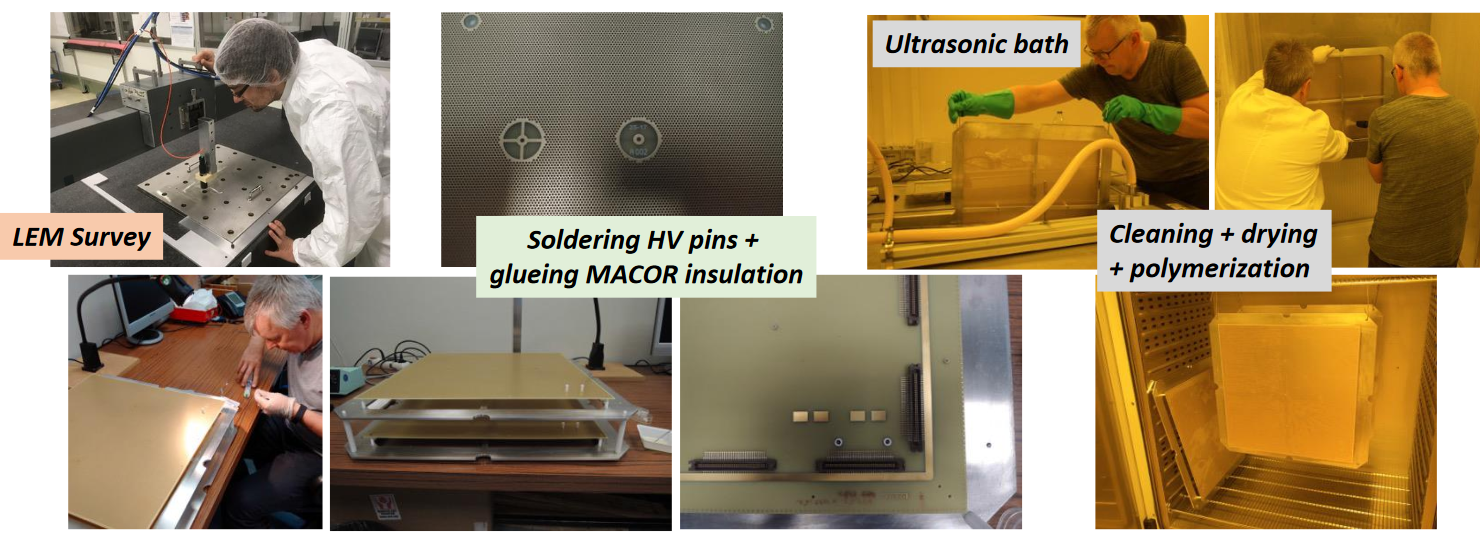 LEM Survey
Soldering HV pins +
glueing MACOR insulation
Ultrasonic bath
Cleaning + drying
+ polymerization